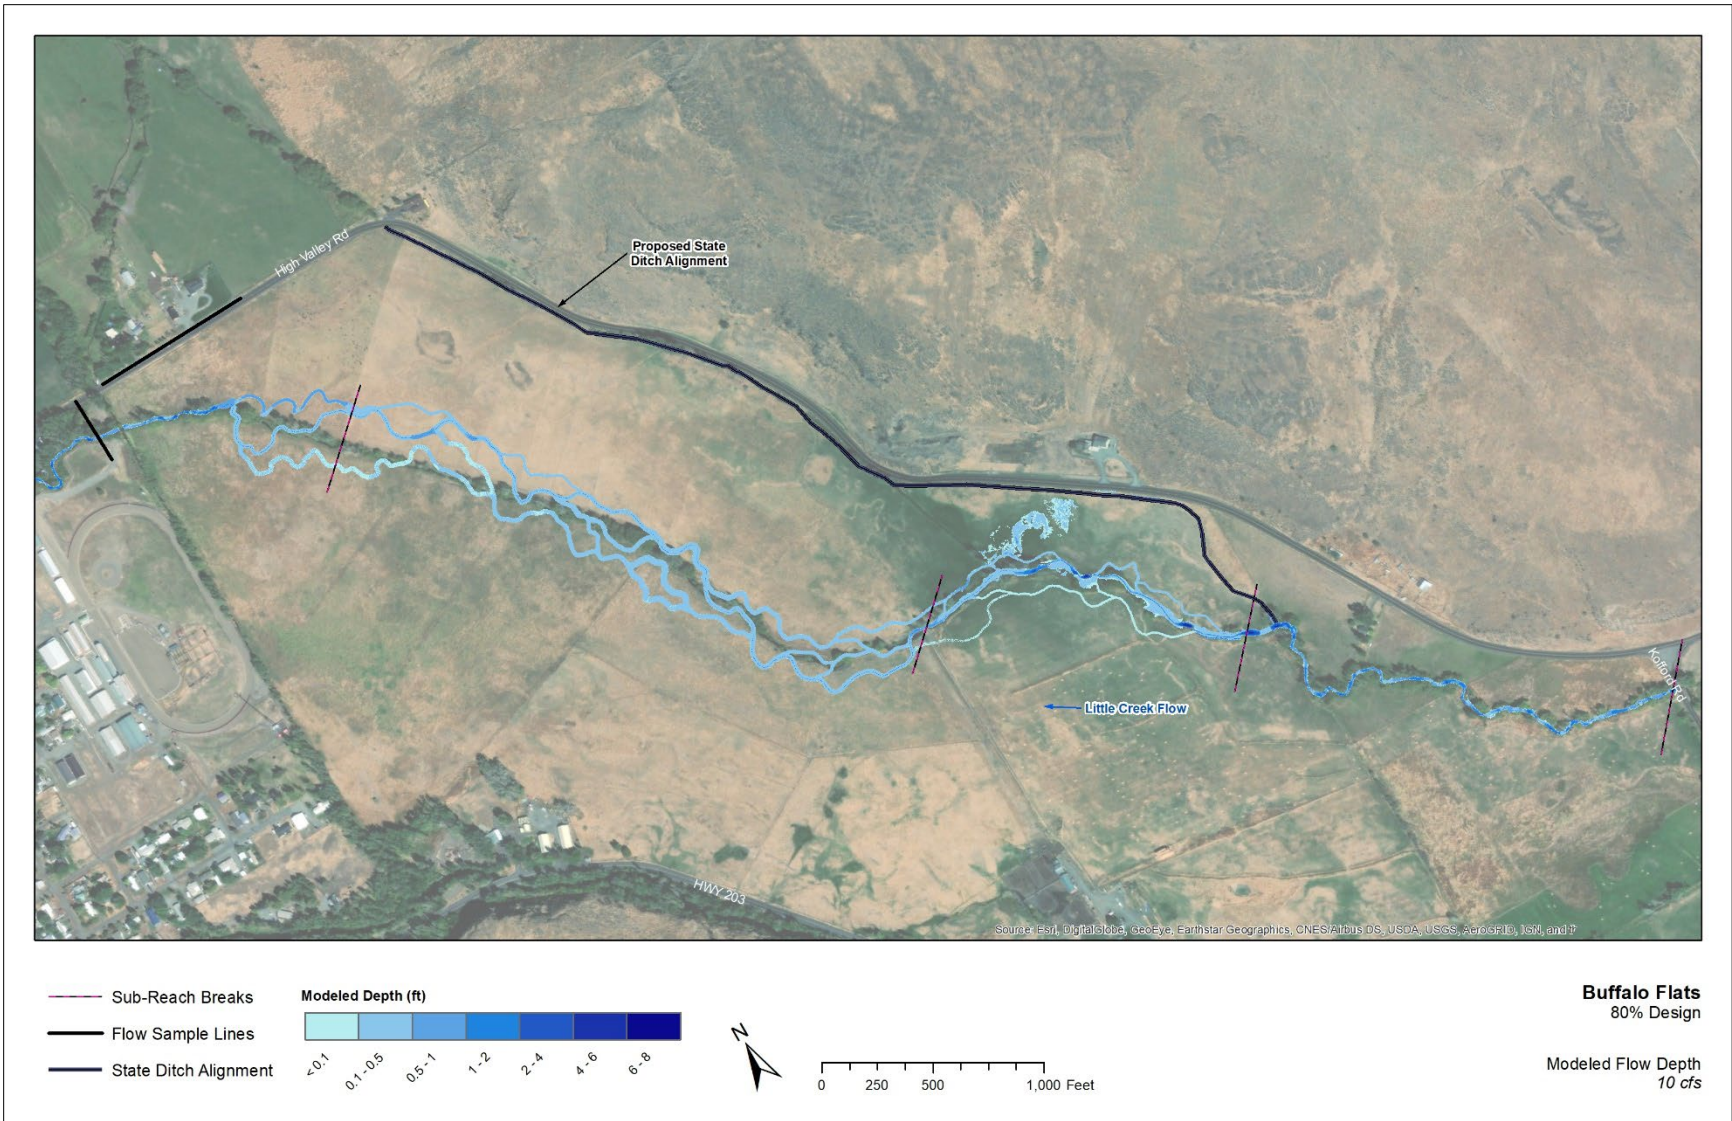 High Valley Rd
Proposed State
Ditch Alignment
Kofford Rd
Little Creek Flow
HWY 203
Source: Esri, DigitalGlobe, GeoEye, Earthstar Geographics, CNES/Airbus DS, USDA, USGS, AeroGRID, IGN, and
Sub-Reach Breaks
Flow Sample Lines
State Ditch Alignment
Modeled Depth (ft)
< 0.1
0.1 - 0.5
0.5 - 1
1 - 2
2 - 4
4 - 6
6 - 8
N
0 250 500 1,000 Feet
Buffalo Flats
80% Design
Modeled Flow Depth
10 cfs